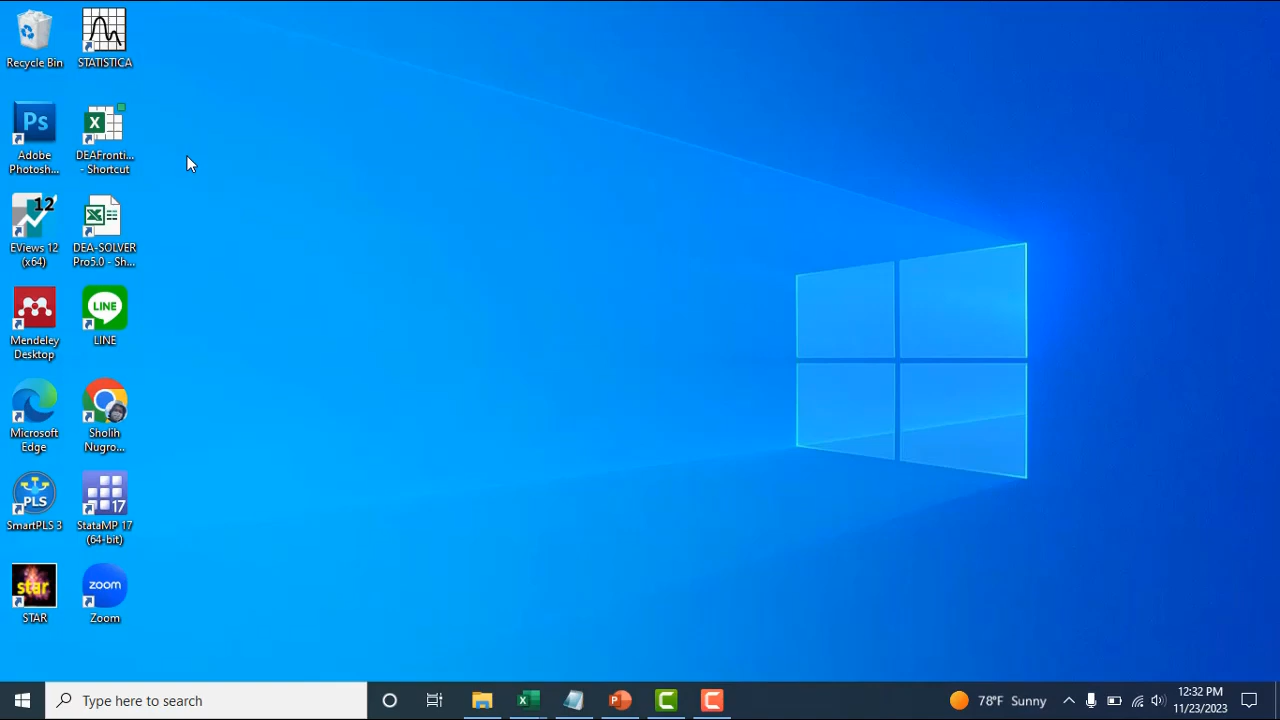 Recycle Bin
STATISTICA
Ps
Adobe
Photosh...
X
DEAFronti...
- Shortcut
12
EViews 12
(x64)
X
DEA-SOLVER
Pro5.0 - Sh...
Mendeley
Desktop
LINE
LINE
Microsoft
Edge
Sholih
Nugro...
PLS
SmartPLS 3
17
StataMP 17
(64-bit)
star
STAR
zoom
Zoom
Type here to search
X
P
C
C
78°F Sunny
12:32 PM
11/23/2023